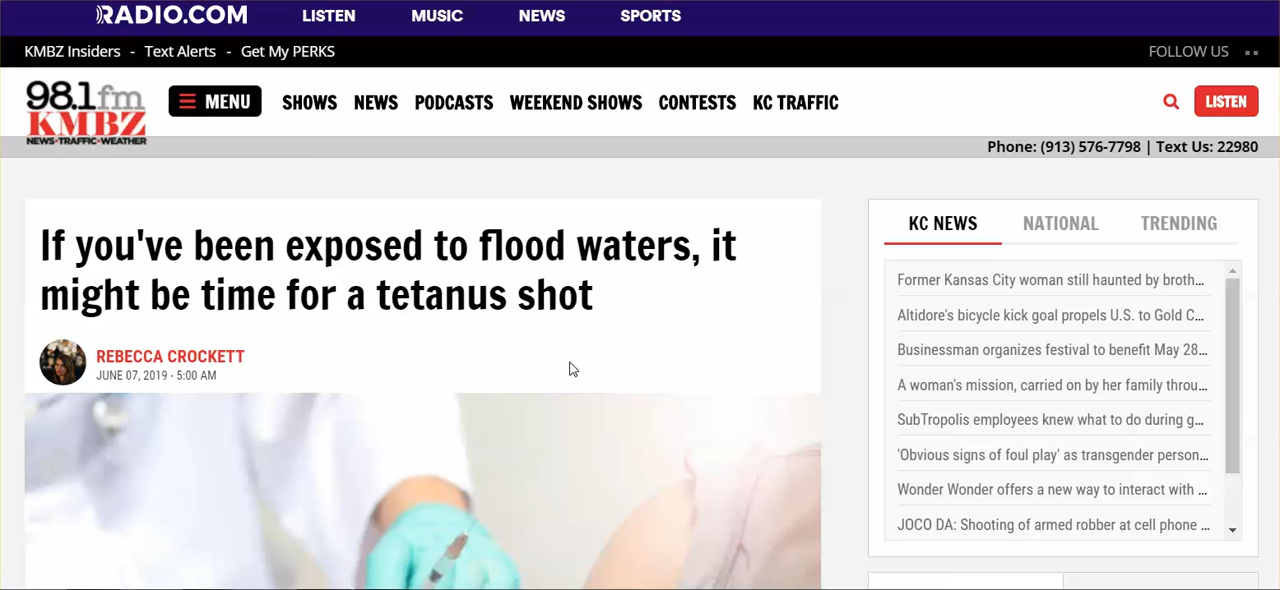 RADIO.COM LISTEN MUSIC NEWS SPORTS
KMBZ Insiders - Text Alerts - Get My PERKS FOLLOW US
98.1fm
KMBZ
NEWS•TRAFFIC•WEATHER
MENU SHOWS NEWS PODCASTS WEEKEND SHOWS CONTESTS KC TRAFFIC LISTEN
Phone: (913) 576-7798 | Text Us: 22980
If you've been exposed to flood waters, it
might be time for a tetanus shot
REBECCA CROCKETT
JUNE 07, 2019 - 5:00 AM
KC NEWS NATIONAL TRENDING
Former Kansas City woman still haunted by broth...
Altidore's bicycle kick goal propels U.S. to Gold C...
Businessman organizes festival to benefit May 28...
A woman's mission, carried on by her family throu...
SubTropolis employees knew what to do during g...
'Obvious signs of foul play' as transgender person...
Wonder Wonder offers a new way to interact with ...
JOCO DA: Shooting of armed robber at cell phone ...